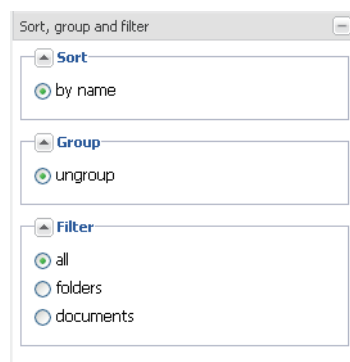 Sort, group and filter
Sort
by name
Group
ungroup
Filter
all
folders
documents